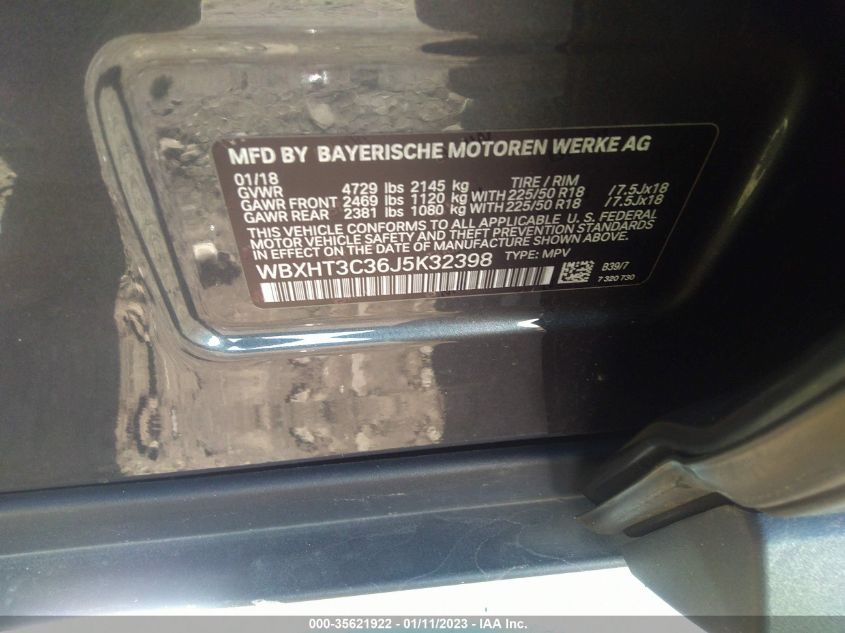 MFD BY BAYERISCHE MOTOREN WERKE AG
01/18 TIRE / RIM
GVWR 4729 lbs 2145 kg
GAWR FRONT 2469 lbs 1120 kg WITH 225/50 R18 /7.5Jx18
GAWR REAR 2381 lbs 1080 kg WITH 225/50 R18 /7.5Jx18
THIS VEHICLE CONFORMS TO ALL APPLICABLE U.S. FEDERAL
MOTOR VEHICLE SAFETY AND THEFT PREVENTION STANDARDS
IN EFFECT ON THE DATE OF MANUFACTURE SHOWN ABOVE.
WBXHT3C36J5K32398 TYPE: MPV
B39/7
7 320 730
000-35621922 - 01/11/2023 - IAA Inc.